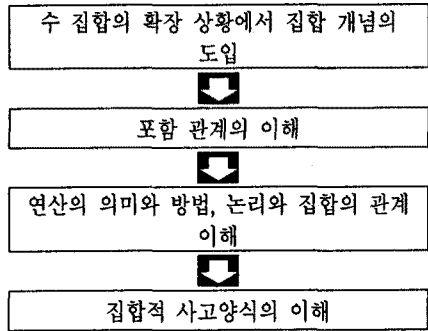 수 집합의 확장 상황에서 집합 개념의
도입
포함 관계의 이해
연산의 의미와 방법, 논리와 집합의 관계
이해
집합적 사고양식의 이해